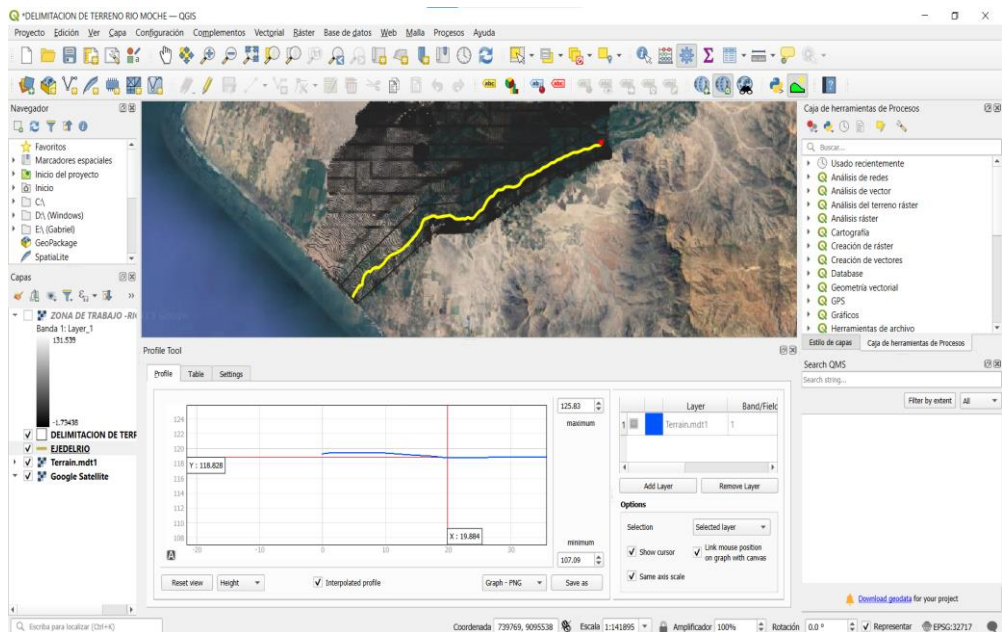 *DELIMITACION DE TERRENO RIO MOCHE — QGIS
Proyecto Edición Ver Capa Configuración Complementos Vectorial Ráster Base de datos Web Malla Procesos Ayuda
Navegador
Favoritos
Marcadores espaciales
Inicio del proyecto
Inicio
C:\
D:\ (Windows)
E:\ (Gabriel)
GeoPackage
SpatiaLite
Capas
ZONA DE TRABAJO -RI
Banda 1: Layer_1
131.539
-1.73438
DELIMITACION DE TERR
EJEDELRIO
Terrain.mdt1
Google Satellite
Profile Tool
Profile Table Settings
124
122
120
118
116
114
112
110
108
-20 -10 0 10 20 30
Y : 118.828
X : 19.884
A
125.83
maximum
minimum
107.09
Reset view Height Interpolated profile Graph - PNG Save as
Layer Band/Field
1 Terrain.mdt1 1
Add Layer Remove Layer
Options
Selection Selected layer
Show cursor
Link mouse position
on graph with canvas
Same axis scale
Caja de herramientas de Procesos
Buscar...
Usado recientemente
Análisis de redes
Análisis de vector
Análisis del terreno ráster
Análisis ráster
Cartografía
Creación de ráster
Creación de vectores
Database
Geometría vectorial
GPS
Gráficos
Herramientas de archivo
Estilo de capas Caja de herramientas de Procesos
Search QMS
Search string...
Filter by extent All
Download geodata for your project
Escriba para localizar (Ctrl+K)
Coordenada 739769, 9095538 Escala 1:141895 Amplificador 100% Rotación 0.0 ° Representar EPSG:32717